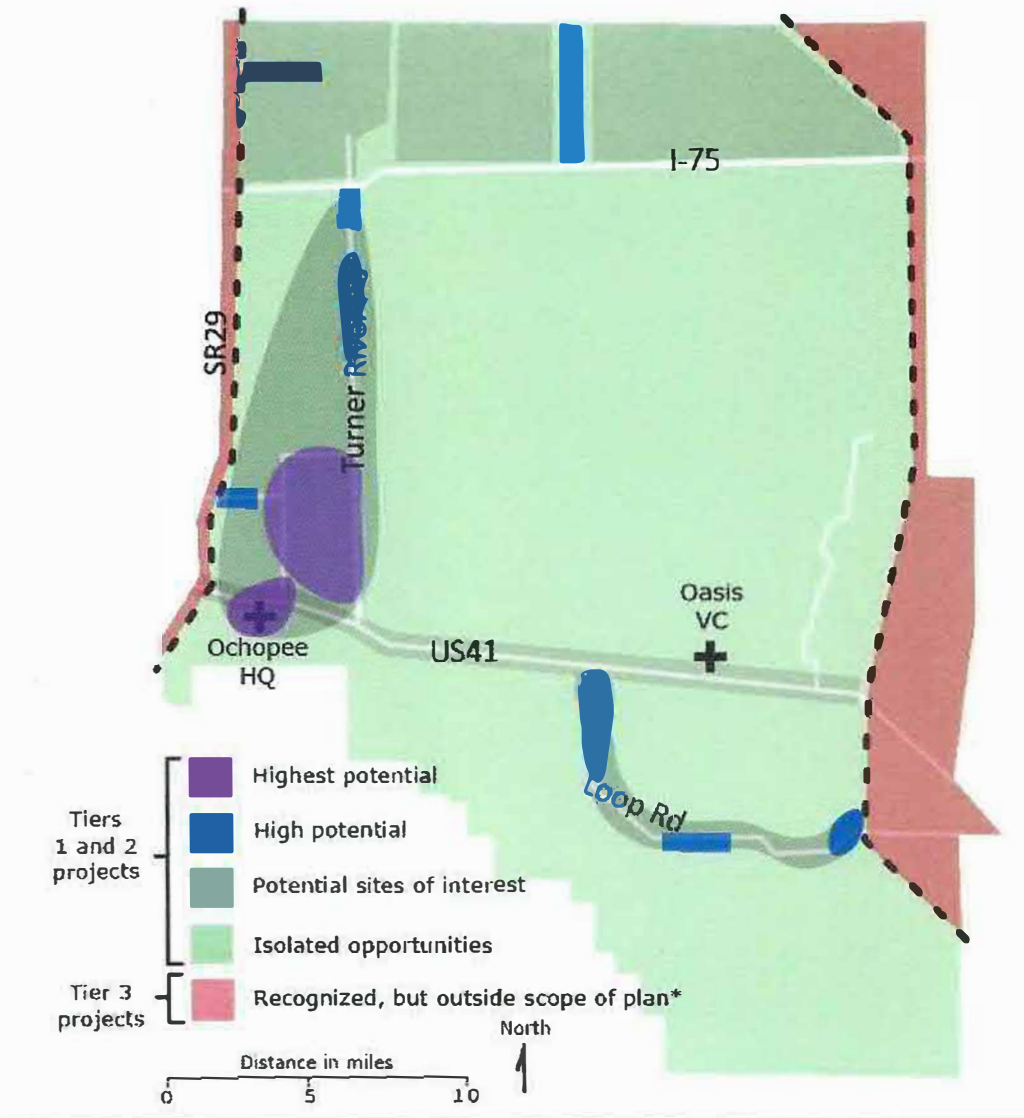 I-75
SR29
Turner River
Oasis
VC
Ochopee
HQ
US41
Loop Rd
Tiers
1 and 2
projects
Highest potential
High potential
Potential sites of interest
Isolated opportunities
Tier 3
projects
Recognized, but outside scope of plan*
North
Distance in miles
0 5 10